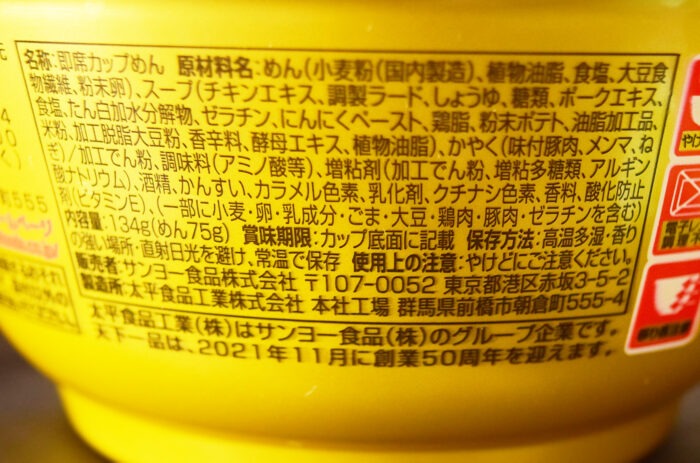 名称:即席カップめん 原材料名:めん(小麦粉(国内製造)、植物油脂、食塩、大豆食
物繊維、粉末卵)、スープ(チキンエキス、調製ラード、しょうゆ、糖類、ポークエキス、
食塩、たん白加水分解物、ゼラチン、にんにくペースト、鶏脂、粉末ポテト、油脂加工品、
米粉、加工脱脂大豆粉、香辛料、酵母エキス、植物油脂)、かやく(味付豚肉、メンマ、ね
ぎ)/加工でん粉、調味料(アミノ酸等)、増粘剤(加工でん粉、増粘多糖類、アルギン
酸ナトリウム)、酒精、かんすい、カラメル色素、乳化剤、クチナシ色素、香料、酸化防止
剤(ビタミンE)、(一部に小麦・卵・乳成分・ごま・大豆・鶏肉・豚肉・ゼラチンを含む)
内容量:134g(めん75g) 賞味期限:カップ底面に記載 保存方法:高温多湿・香り
の強い場所・直射日光を避け、常温で保存 使用上の注意:やけどにご注意ください。
販売者:サンヨー食品株式会社 〒107-0052 東京都港区赤坂3-5-2
製造所:太平食品工業株式会社 本社工場 群馬県前橋市朝倉町555-4
太平食品工業(株)はサンヨー食品(株)のグループ企業です。
天下一品は、2021年11月に創業50周年を迎えます。